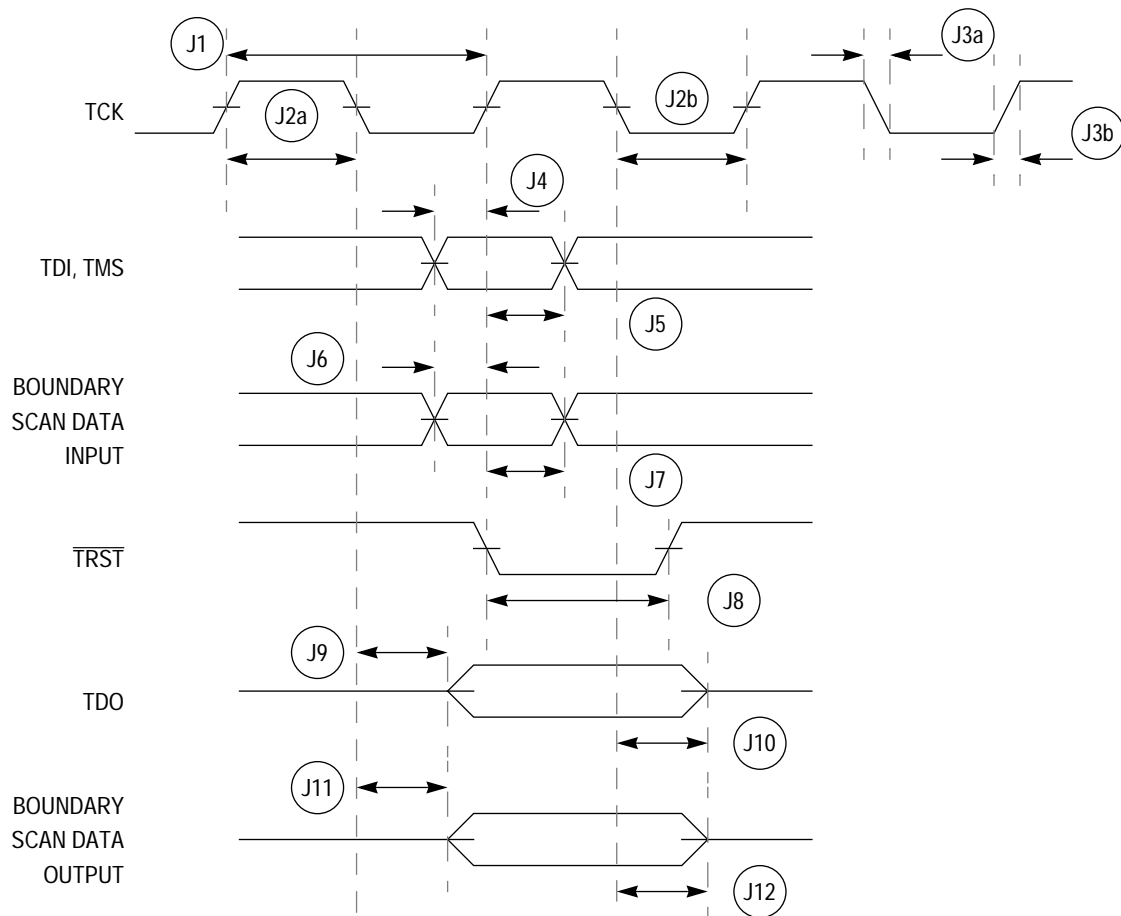 J1
J3a
TCK
J2a
J2b
J3b
J4
TDI, TMS
J5
J6
BOUNDARY
SCAN DATA
INPUT
J7
TRST
J8
J9
TDO
J10
J11
BOUNDARY
SCAN DATA
OUTPUT
J12